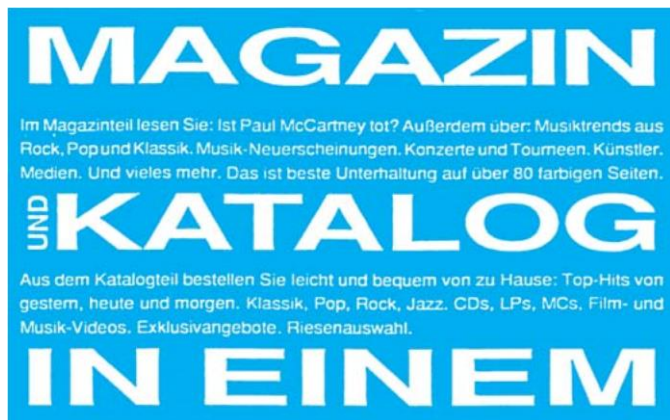 MAGAZIN
Im Magazinteil lesen Sie: Ist Paul McCartney tot? Außerdem über: Musiktrends aus
Rock, Pop und Klassik. Musik-Neuerscheinungen. Konzerte und Tourneen. Künstler.
Medien. Und vieles mehr. Das ist beste Unterhaltung auf über 80 farbigen Seiten.
UND KATALOG
Aus dem Katalogteil bestellen Sie leicht und bequem von zu Hause: Top-Hits von
gestern, heute und morgen. Klassik, Pop, Rock, Jazz. CDs, LPs, MCs, Film- und
Musik-Videos. Exklusivangebote. Riesenauswahl.
IN EINEM